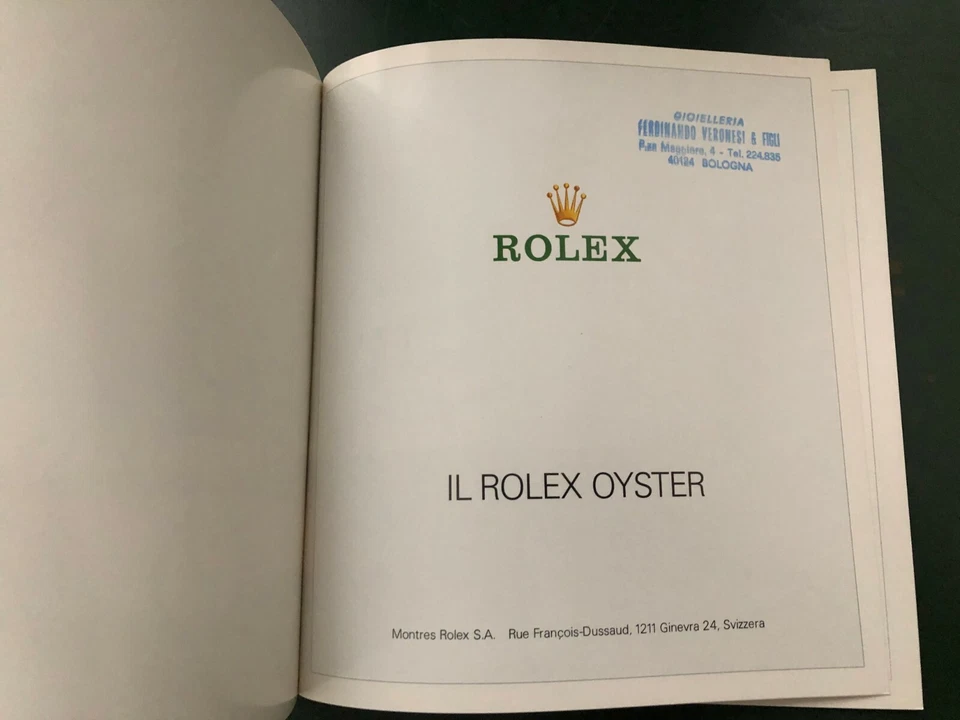 GIOIELLERIA
FERDINANDO VERONESI & FIGLI
P.za Maggiore, 4 - Tel. 224.835
40124 BOLOGNA
ROLEX
IL ROLEX OYSTER
Montres Rolex S.A. Rue François-Dussaud, 1211 Ginevra 24, Svizzera